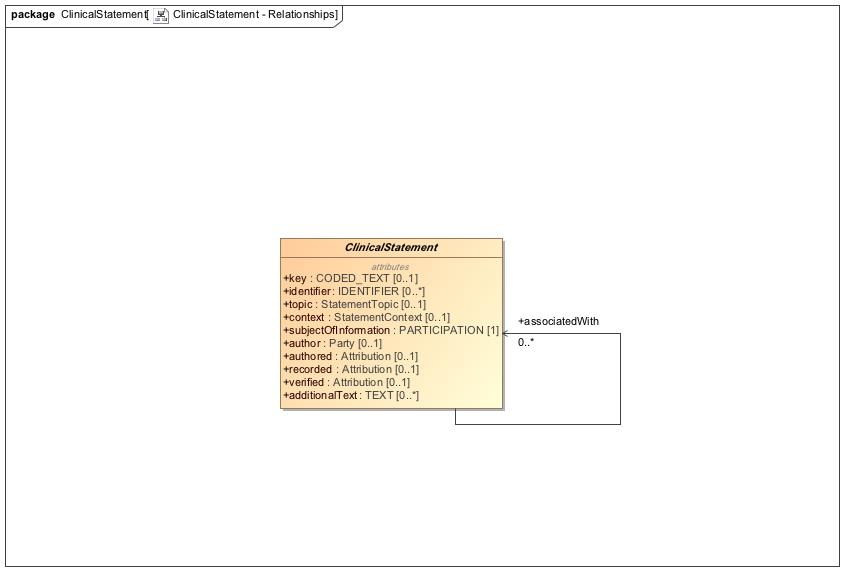 package ClinicalStatement[ ClinicalStatement - Relationships]
ClinicalStatement
attributes
+key : CODED_TEXT [0..1]
+identifier : IDENTIFIER [0..*]
+topic : StatementTopic [0..1]
+context : StatementContext [0..1]
+subjectOfInformation : PARTICIPATION [1]
+author : Party [0..1]
+authored : Attribution [0..1]
+recorded : Attribution [0..1]
+verified : Attribution [0..1]
+additionalText : TEXT [0..*]
+associatedWith
0..*